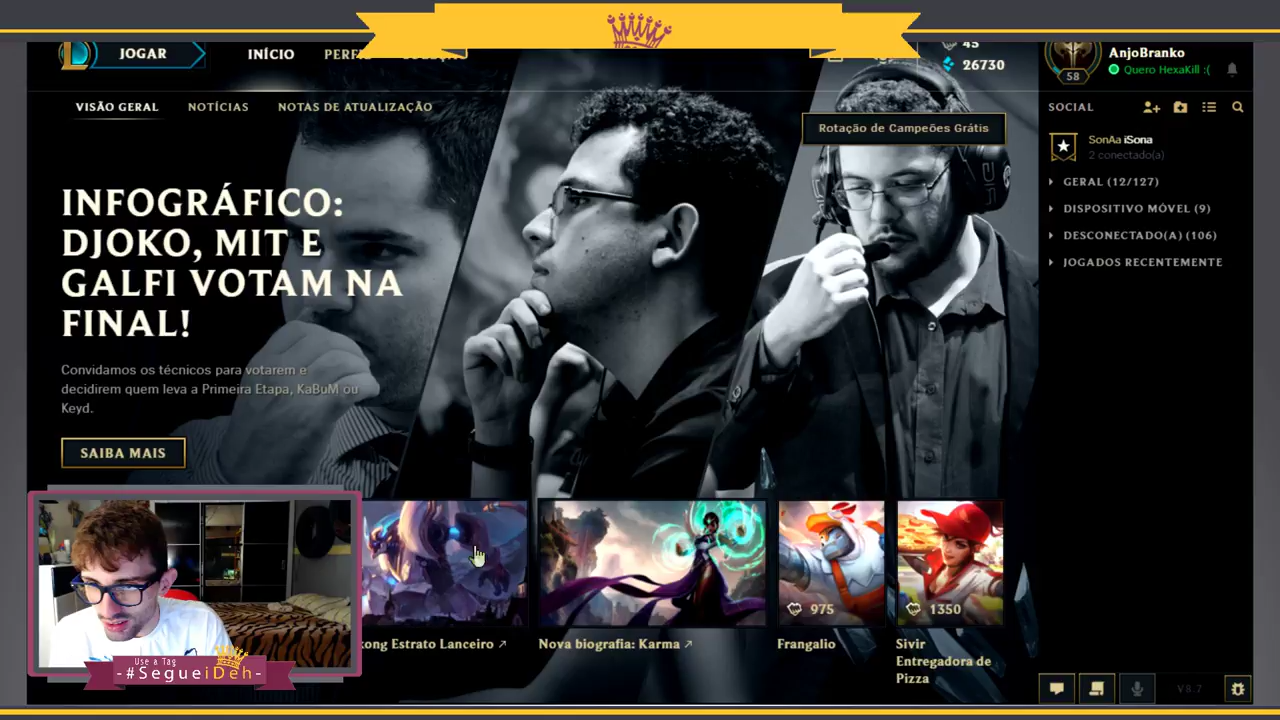 JOGAR
INÍCIO
45
26730
AnjoBranko
58
Quero HexaKill :(
VISÃO GERAL
NOTÍCIAS
NOTAS DE ATUALIZAÇÃO
Rotação de Campeões Grátis
SOCIAL
SonAa iSona
2 conectado(a)
GERAL (12/127)
DISPOSITIVO MÓVEL (9)
DESCONECTADO(A) (106)
JOGADOS RECENTEMENTE
INFOGRÁFICO:
DJOKO, MIT E
GALFI VOTAM NA
FINAL!
Convidamos os técnicos para votarem e
decidirem quem leva a Primeira Etapa, KaBuM ou
Keyd.
SAIBA MAIS
975
1350
kong Estrato Lanceiro
Nova biografia: Karma
Frangalio
Sivir
Entregadora de
Pizza
Use a Tag
-#SegueiDeh-
V8.7